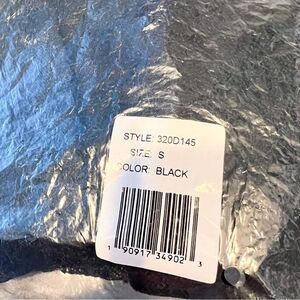 STYLE: 320D145
SIZE: S
COLOR: BLACK
1 90917 34902 3